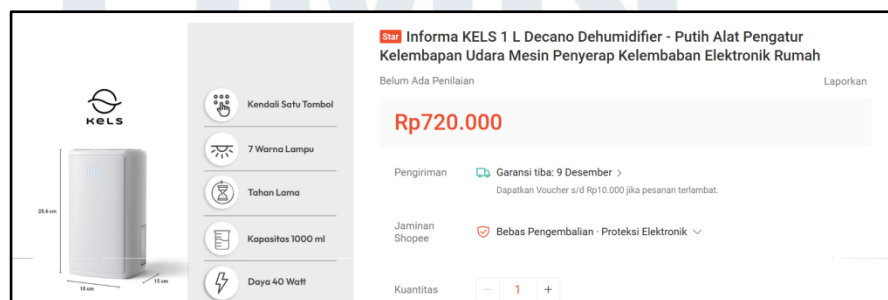 KELS
25.6 cm
15 cm
15 cm
Kendali Satu Tombol
7 Warna Lampu
Tahan Lama
Kapasitas 1000 ml
Daya 40 Watt
Star Informa KELS 1 L Decano Dehumidifier - Putih Alat Pengatur
Kelembapan Udara Mesin Penyerap Kelembaban Elektronik Rumah
Belum Ada Penilaian
Laporkan
Rp720.000
Pengiriman
Garansi tiba: 9 Desember >
Dapatkan Voucher s/d Rp10.000 jika pesanan terlambat.
Jaminan
Shopee
Bebas Pengembalian · Proteksi Elektronik
Kuantitas
- 1 +